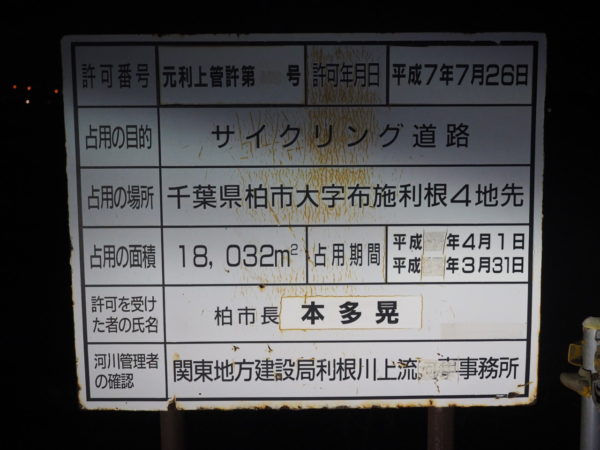 許可番号 元利上管許第 号 許可年月日 平成7年7月26日
占用の目的 サイクリング道路
占用の場所 千葉県柏市大字布施利根4地先
占用の面積 18,032m² 占用期間 平成 年4月1日
平成 年3月31日
許可を受け
た者の氏名 柏市長 本多晃
河川管理者
の確認 関東地方建設局利根川上流 事務所